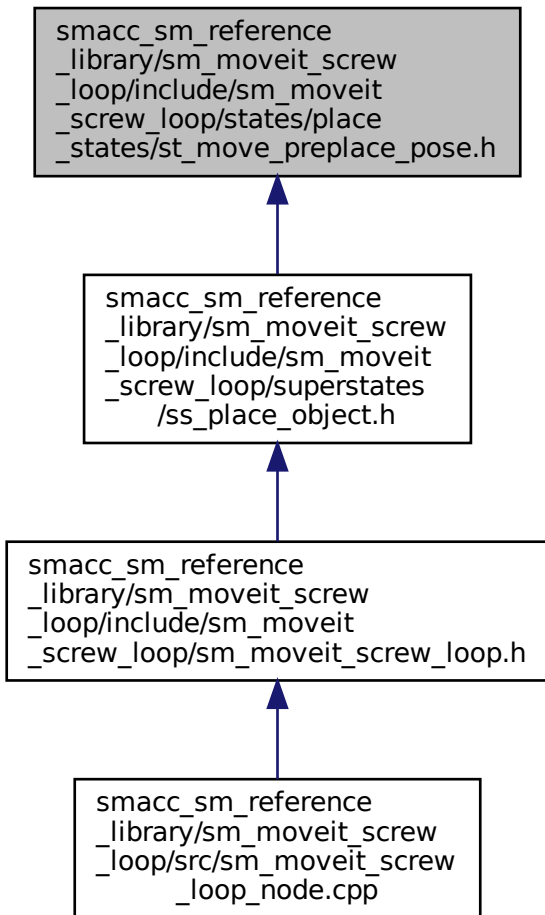 smacc_sm_reference
_library/sm_moveit_screw
_loop/include/sm_moveit
_screw_loop/states/place
_states/st_move_preplace_pose.h
smacc_sm_reference
_library/sm_moveit_screw
_loop/include/sm_moveit
_screw_loop/superstates
/ss_place_object.h
smacc_sm_reference
_library/sm_moveit_screw
_loop/include/sm_moveit
_screw_loop/sm_moveit_screw_loop.h
smacc_sm_reference
_library/sm_moveit_screw
_loop/src/sm_moveit_screw
_loop_node.cpp